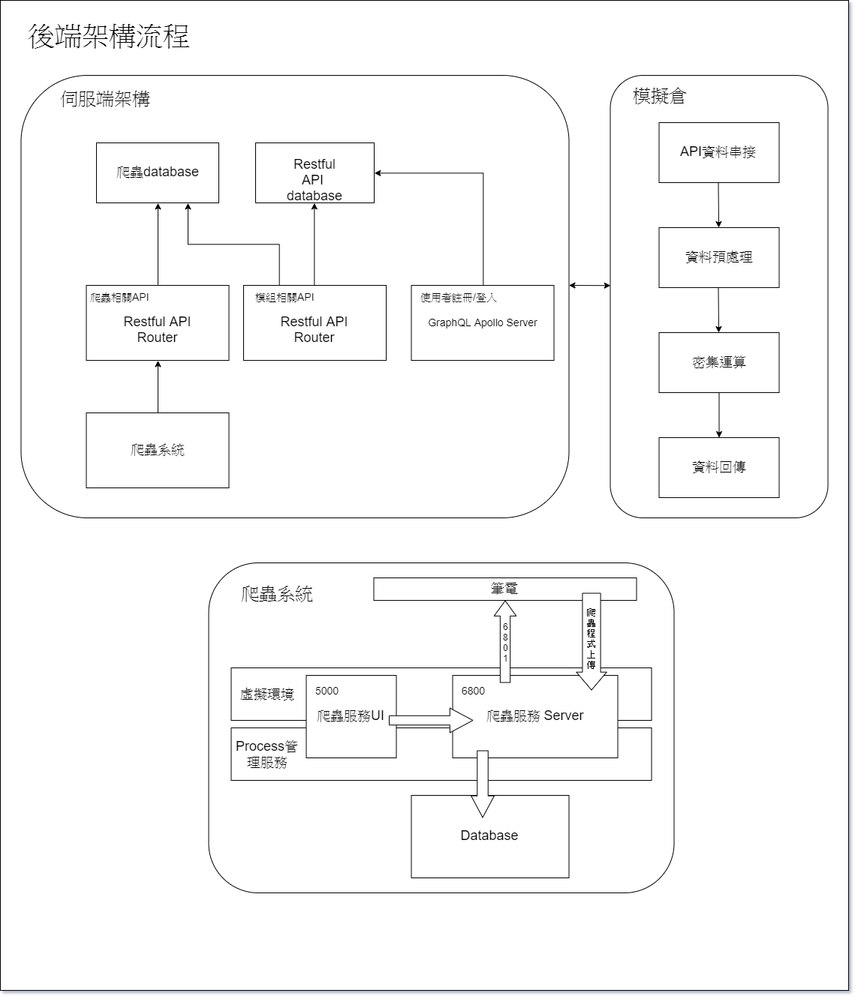 後端架構流程
伺服端架構
模擬倉
爬蟲database
Restful
API
database
爬蟲相關API
Restful API
Router
模組相關API
Restful API
Router
使用者註冊/登入
GraphQL Apollo Server
爬蟲系統
API資料串接
資料預處理
密集運算
資料回傳
爬蟲系統
筆電
6801
爬蟲程式上傳
虛擬環境
5000
爬蟲服務UI
6800
爬蟲服務 Server
Process管
理服務
Database